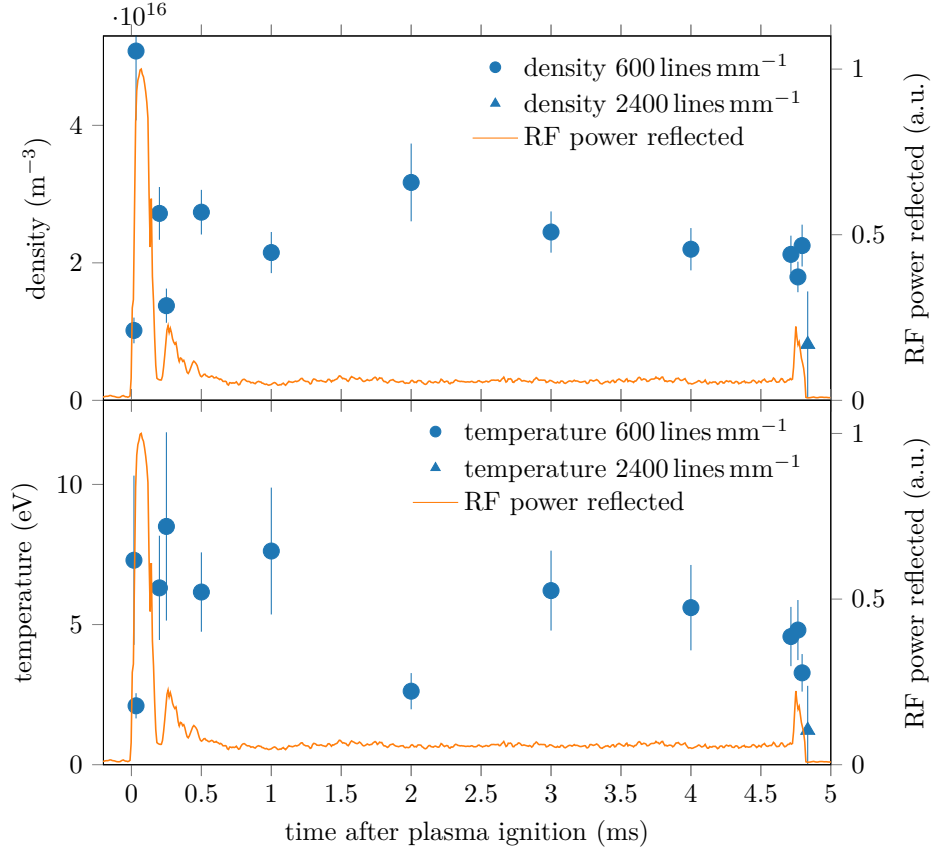 ·10¹⁶
density 600 lines mm⁻¹
density 2400 lines mm⁻¹
RF power reflected
0
2
4
density (m⁻³)
0
0.5
1
RF power reflected (a.u.)
temperature 600 lines mm⁻¹
temperature 2400 lines mm⁻¹
RF power reflected
0
5
10
temperature (eV)
0
0.5
1
RF power reflected (a.u.)
0 0.5 1 1.5 2 2.5 3 3.5 4 4.5 5
time after plasma ignition (ms)